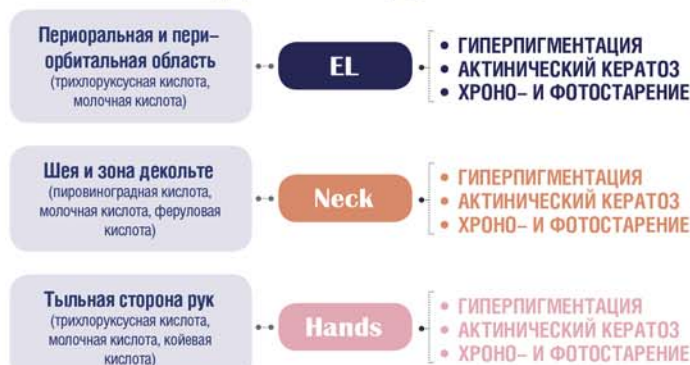 Периоральная и пери-
орбитальная область
(трихлоруксусная кислота,
молочная кислота)
EL
• ГИПЕРПИГМЕНТАЦИЯ
• АКТИНИЧЕСКИЙ КЕРАТОЗ
• ХРОНО– И ФОТОСТАРЕНИЕ
Шея и зона декольте
(пировиноградная кислота,
молочная кислота, феруловая
кислота)
Neck
• ГИПЕРПИГМЕНТАЦИЯ
• АКТИНИЧЕСКИЙ КЕРАТОЗ
• ХРОНО– И ФОТОСТАРЕНИЕ
Тыльная сторона рук
(трихлоруксусная кислота,
молочная кислота, койевая
кислота)
Hands
• ГИПЕРПИГМЕНТАЦИЯ
• АКТИНИЧЕСКИЙ КЕРАТОЗ
• ХРОНО– И ФОТОСТАРЕНИЕ